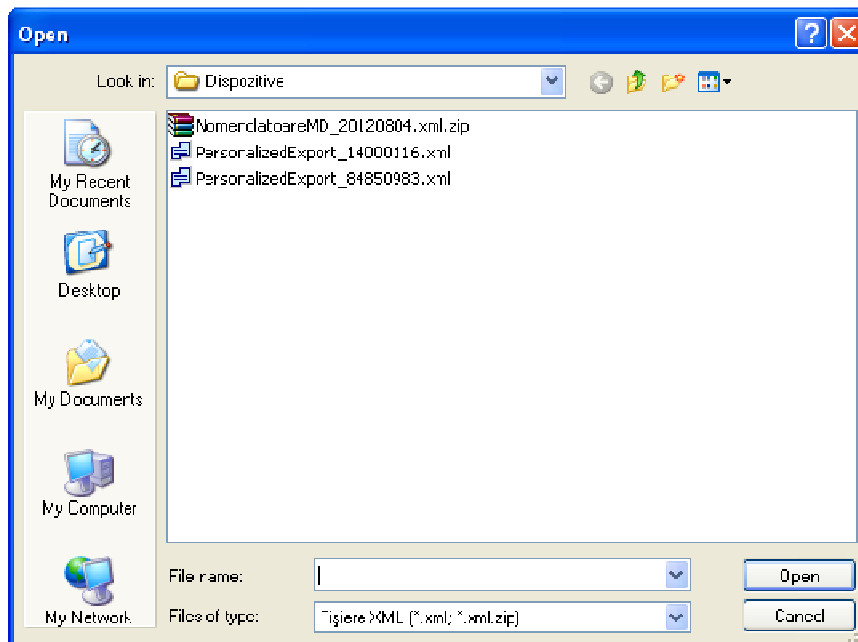 Open
Look in: Dispozitive
NomenclatoareMD_20120804.xml.zip
PersonalizedExport_14000116.xml
PersonalizedExport_84850983.xml
My Recent
Documents
Desktop
My Documents
My Computer
My Network
File name:
Open
Files of type: Fişiere XML (*.xml; *.xml.zip)
Cancel